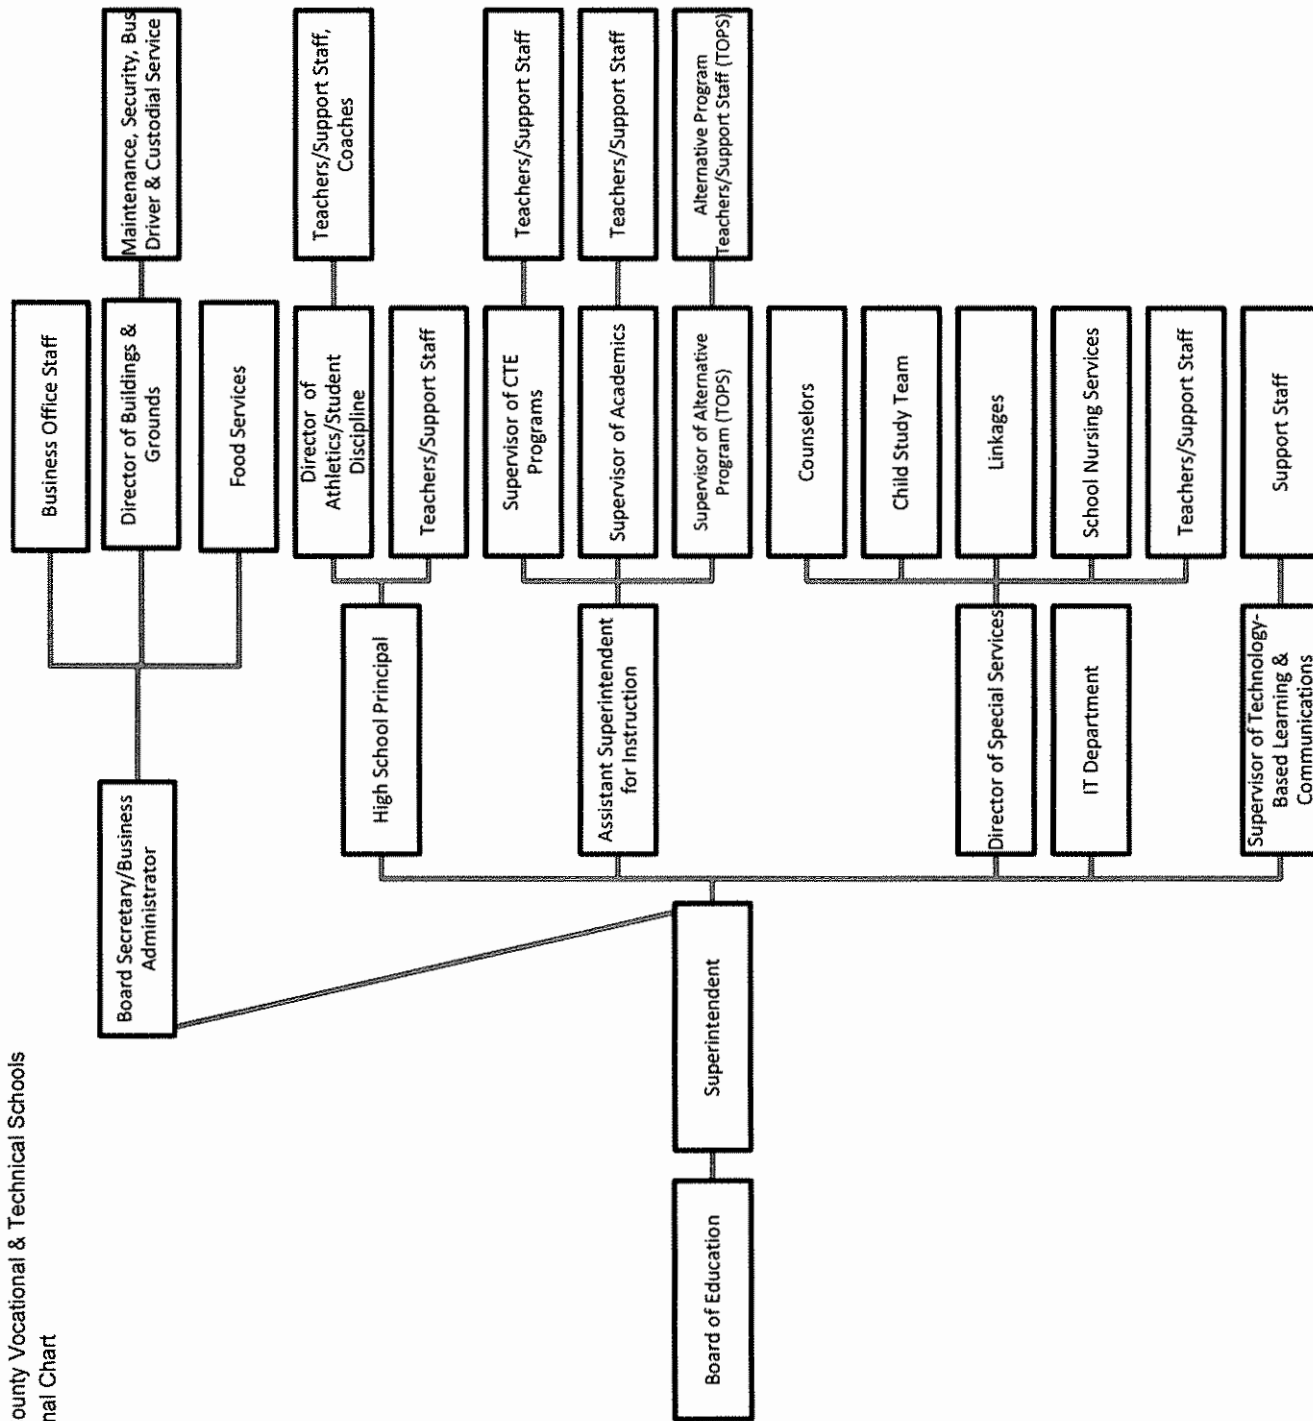 ounty Vocational & Technical Schools
nal Chart
Board of Education
Superintendent
Board Secretary/Business
Administrator
Business Office Staff
Director of Buildings &
Grounds
Maintenance, Security, Bus
Driver & Custodial Service
Food Services
High School Principal
Director of
Athletics/Student
Discipline
Teachers/Support Staff,
Coaches
Teachers/Support Staff
Assistant Superintendent
for Instruction
Supervisor of CTE
Programs
Teachers/Support Staff
Supervisor of Academics
Teachers/Support Staff
Supervisor of Alternative
Program (TOPS)
Alternative Program
Teachers/Support Staff (TOPS)
Director of Special Services
Counselors
Child Study Team
Linkages
School Nursing Services
Teachers/Support Staff
IT Department
Supervisor of Technology-
Based Learning &
Communications
Support Staff